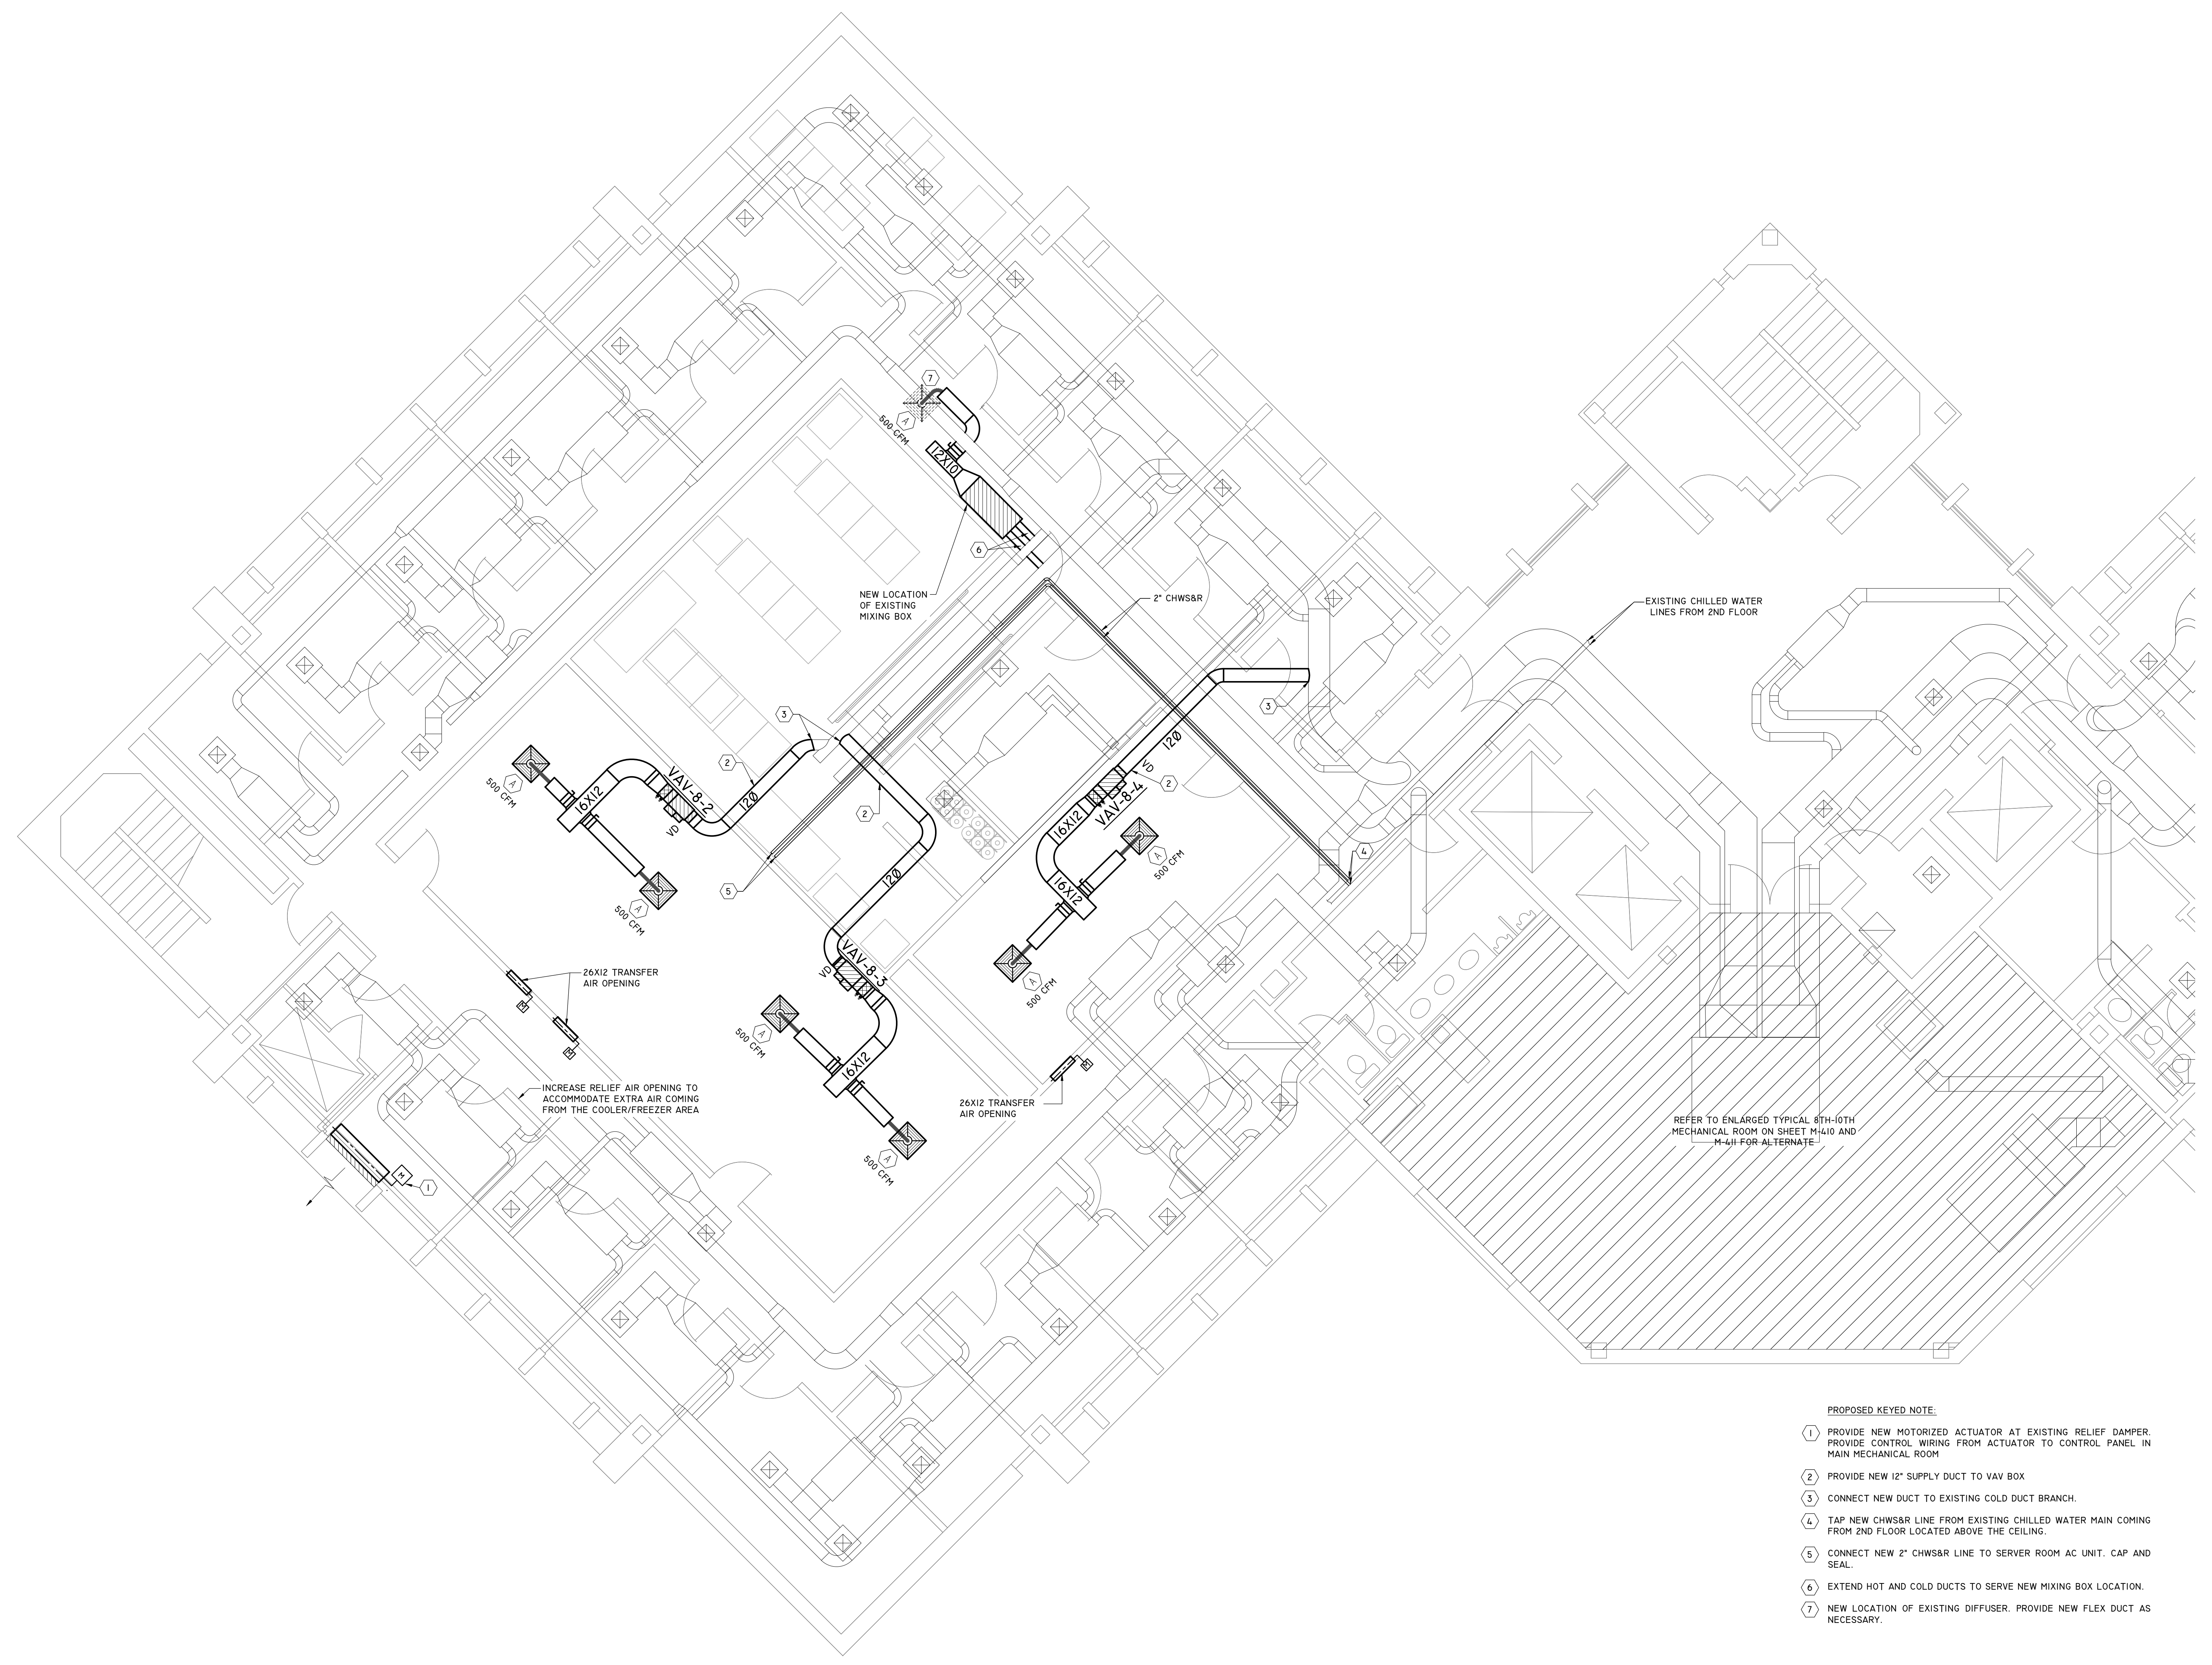 7
A
500 CFM
12X10
6
NEW LOCATION
OF EXISTING
MIXING BOX
2" CHWS&R
EXISTING CHILLED WATER
LINES FROM 2ND FLOOR
3
3
2
VAV-8-2
16X12
12Ø
VD
A
500 CFM
A
500 CFM
2
12Ø
5
VAV-8-3
VD
16X12
A
500 CFM
A
500 CFM
12Ø
VD
2
VAV-8-4
16X12
16X12
A
500 CFM
A
500 CFM
4
26X12 TRANSFER
AIR OPENING
M
M
INCREASE RELIEF AIR OPENING TO
ACCOMMODATE EXTRA AIR COMING
FROM THE COOLER/FREEZER AREA
M
1
26X12 TRANSFER
AIR OPENING
M
REFER TO ENLARGED TYPICAL 8TH-10TH
MECHANICAL ROOM ON SHEET M-410 AND
M-411 FOR ALTERNATE
PROPOSED KEYED NOTE:
1 PROVIDE NEW MOTORIZED ACTUATOR AT EXISTING RELIEF DAMPER.
PROVIDE CONTROL WIRING FROM ACTUATOR TO CONTROL PANEL IN
MAIN MECHANICAL ROOM
2 PROVIDE NEW 12" SUPPLY DUCT TO VAV BOX
3 CONNECT NEW DUCT TO EXISTING COLD DUCT BRANCH.
4 TAP NEW CHWS&R LINE FROM EXISTING CHILLED WATER MAIN COMING
FROM 2ND FLOOR LOCATED ABOVE THE CEILING.
5 CONNECT NEW 2" CHWS&R LINE TO SERVER ROOM AC UNIT. CAP AND
SEAL.
6 EXTEND HOT AND COLD DUCTS TO SERVE NEW MIXING BOX LOCATION.
7 NEW LOCATION OF EXISTING DIFFUSER. PROVIDE NEW FLEX DUCT AS
NECESSARY.